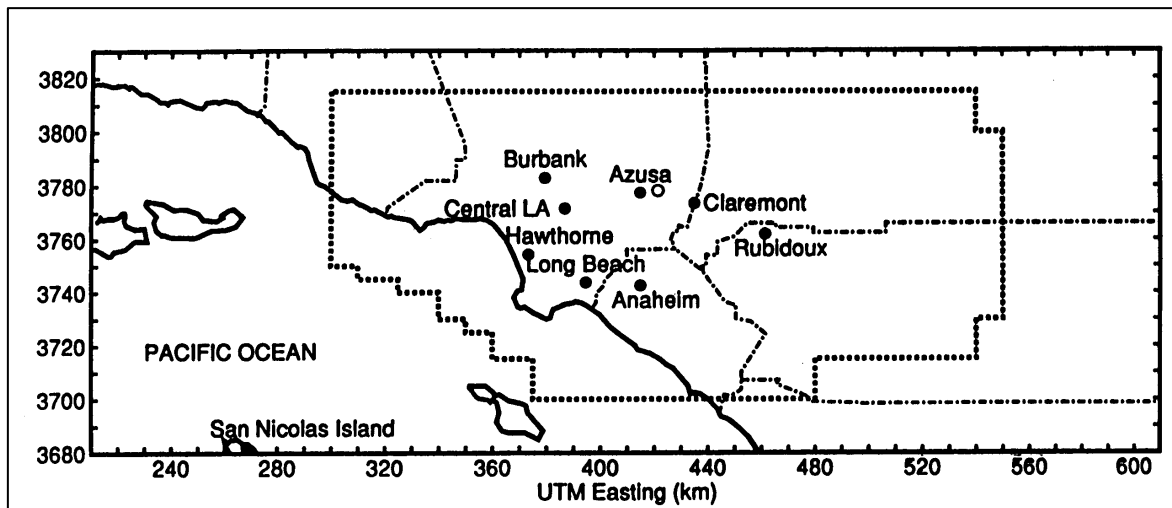 3820
3800
Burbank
3780
Azusa
Central LA
Claremont
3760
Hawthorne
Rubidoux
Long Beach
3740
Anaheim
3720
PACIFIC OCEAN
3700
San Nicolas Island
3680
240 280 320 360 400 440 480 520 560 600
UTM Easting (km)